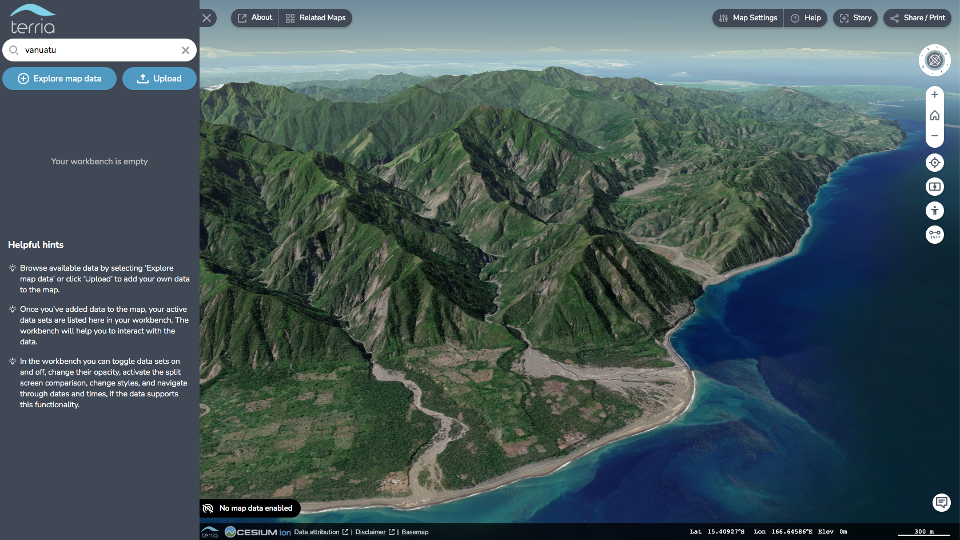 terria
vanuatu
Explore map data
Upload
Your workbench is empty
Helpful hints
Browse available data by selecting 'Explore
map data' or click 'Upload' to add your own data
to the map.
Once you've added data to the map, your active
data sets are listed here in your workbench. The
workbench will help you to interact with the
data.
In the workbench you can toggle data sets on
and off, change their opacity, activate the split
screen comparison, change styles, and navigate
through dates and times, if the data supports
this functionality.
About
Related Maps
Map Settings
Help
Story
Share / Print
No map data enabled
terria
CESIUM ion Data attribution | Disclaimer | Basemap
Lat 15.40927°S Lon 166.64586°E Elev 0m
300 m